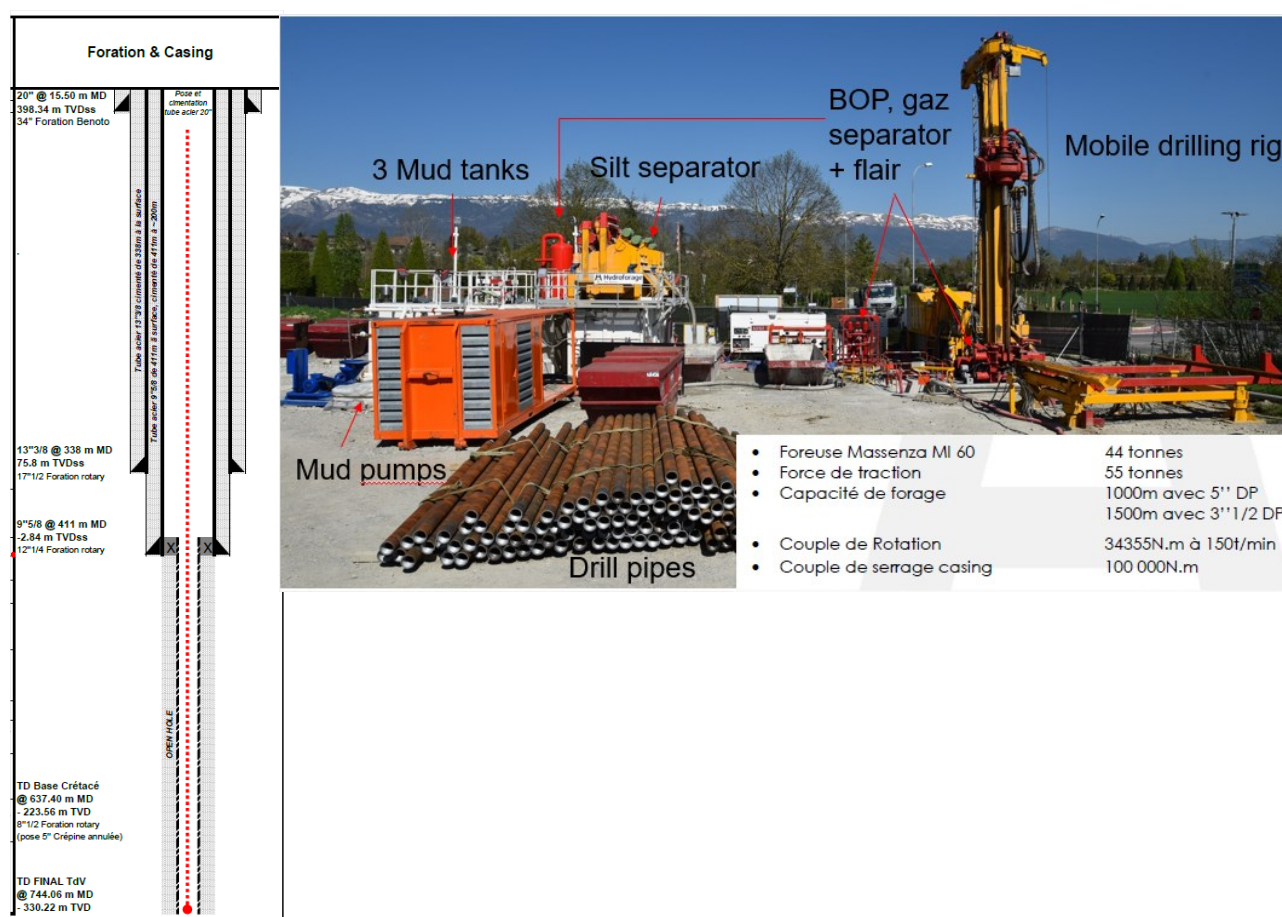 Foration & Casing
20" @ 15.50 m MD
398.34 m TVDss
34" Foration Benoto
Pose et
cimentation
tube acier 20"
Tube acier 13"3/8 cimenté de 338m à la surface
Tube acier 9"5/8 de 411m à surface, cimenté de 411m à ~200m
13"3/8 @ 338 m MD
75.8 m TVDss
17"1/2 Foration rotary
9"5/8 @ 411 m MD
-2.84 m TVDss
12"1/4 Foration rotary
X
X
OPEN HOLE
TD Base Crétacé
@ 637.40 m MD
- 223.56 m TVD
8"1/2 Foration rotary
(pose 5" Crépine annulée)
TD FINAL TdV
@ 744.06 m MD
- 330.22 m TVD
3 Mud tanks
Silt separator
BOP, gaz
separator
+ flair
Mobile drilling rig
Hydroforage
Mud pumps
Drill pipes
• Foreuse Massenza MI 60 44 tonnes
• Force de traction 55 tonnes
• Capacité de forage 1000m avec 5'' DP
1500m avec 3''1/2 DP
• Couple de Rotation 34355N.m à 150t/min
• Couple de serrage casing 100 000N.m